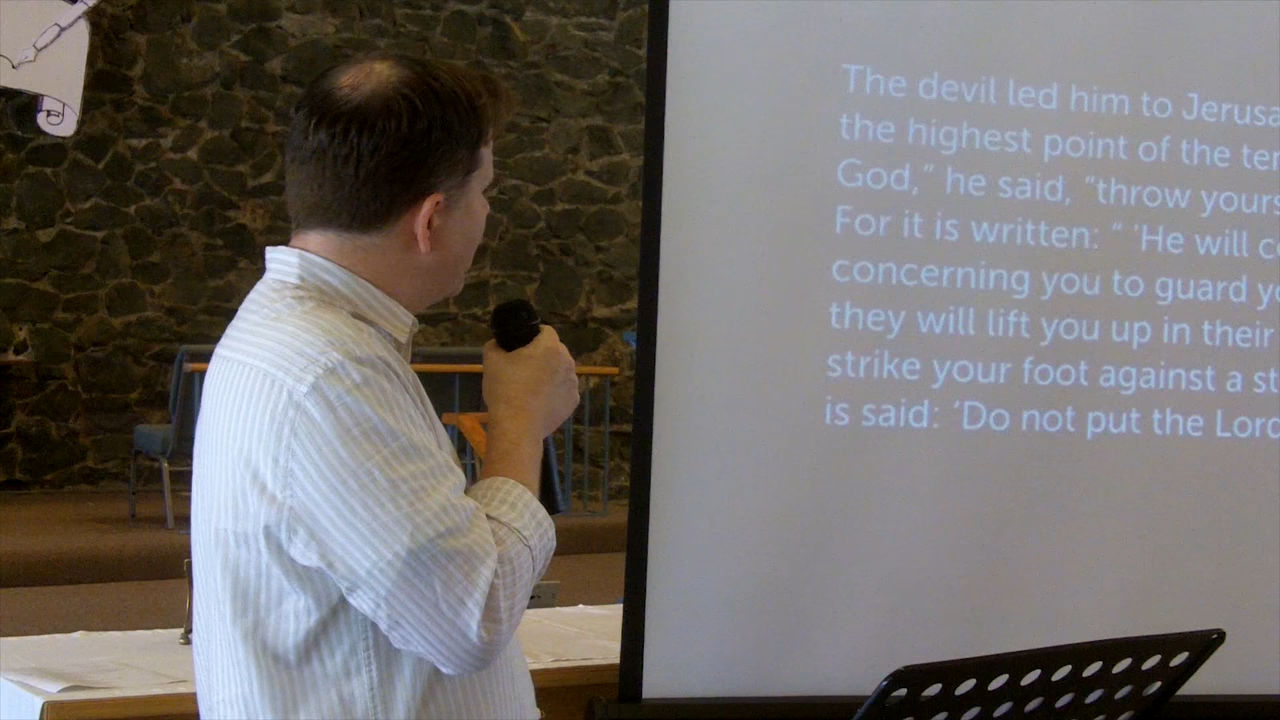 The devil led him to Jerusa
the highest point of the te
God,” he said, “throw yours
For it is written: “ ‘He will c
concerning you to guard y
they will lift you up in their
strike your foot against a st
is said: ‘Do not put the Lord